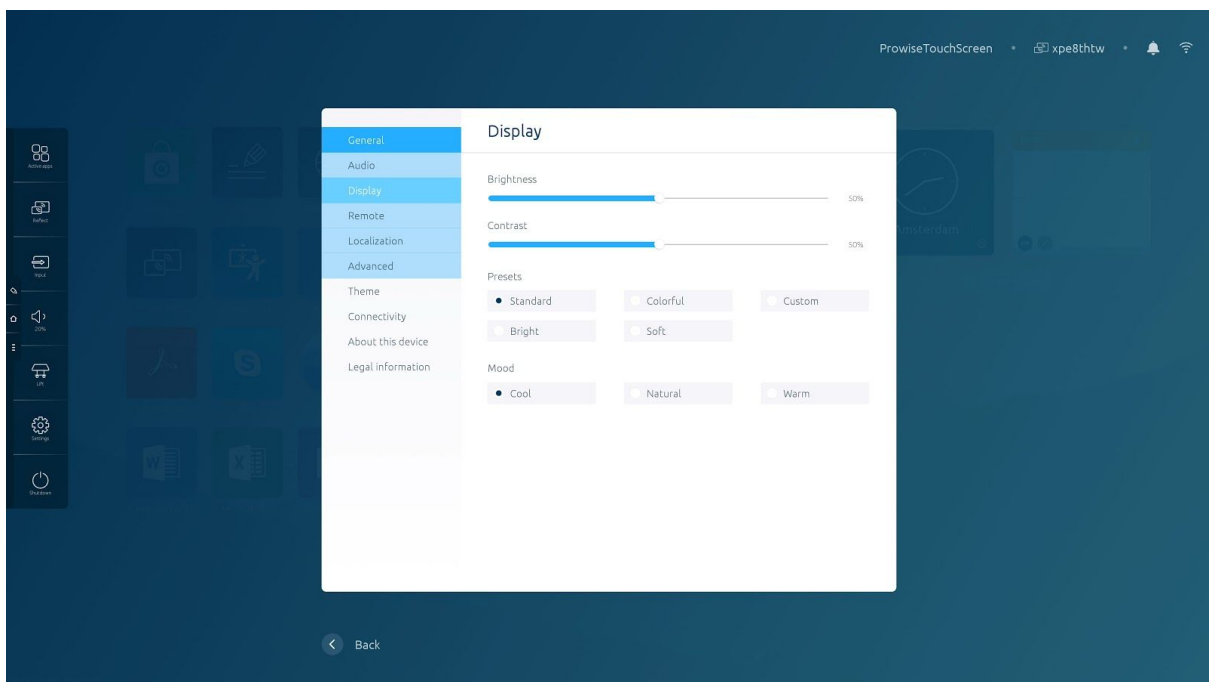 ProwiseTouchScreen • xpe8thtw •
Active apps
Reflect
Input
20%
Lift
Settings
Shutdown
General
Audio
Display
Remote
Localization
Advanced
Theme
Connectivity
About this device
Legal information
Display
Brightness
50%
Contrast
50%
Presets
Standard Colorful Custom
Bright Soft
Mood
Cool Natural Warm
Amsterdam
S
W
X
Back